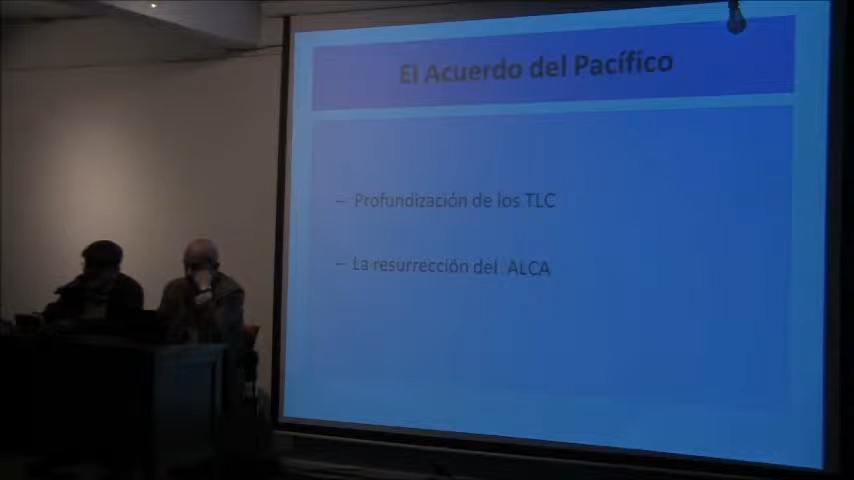 El Acuerdo del Pacífico
– Profundización de los TLC
– La resurrección del ALCA